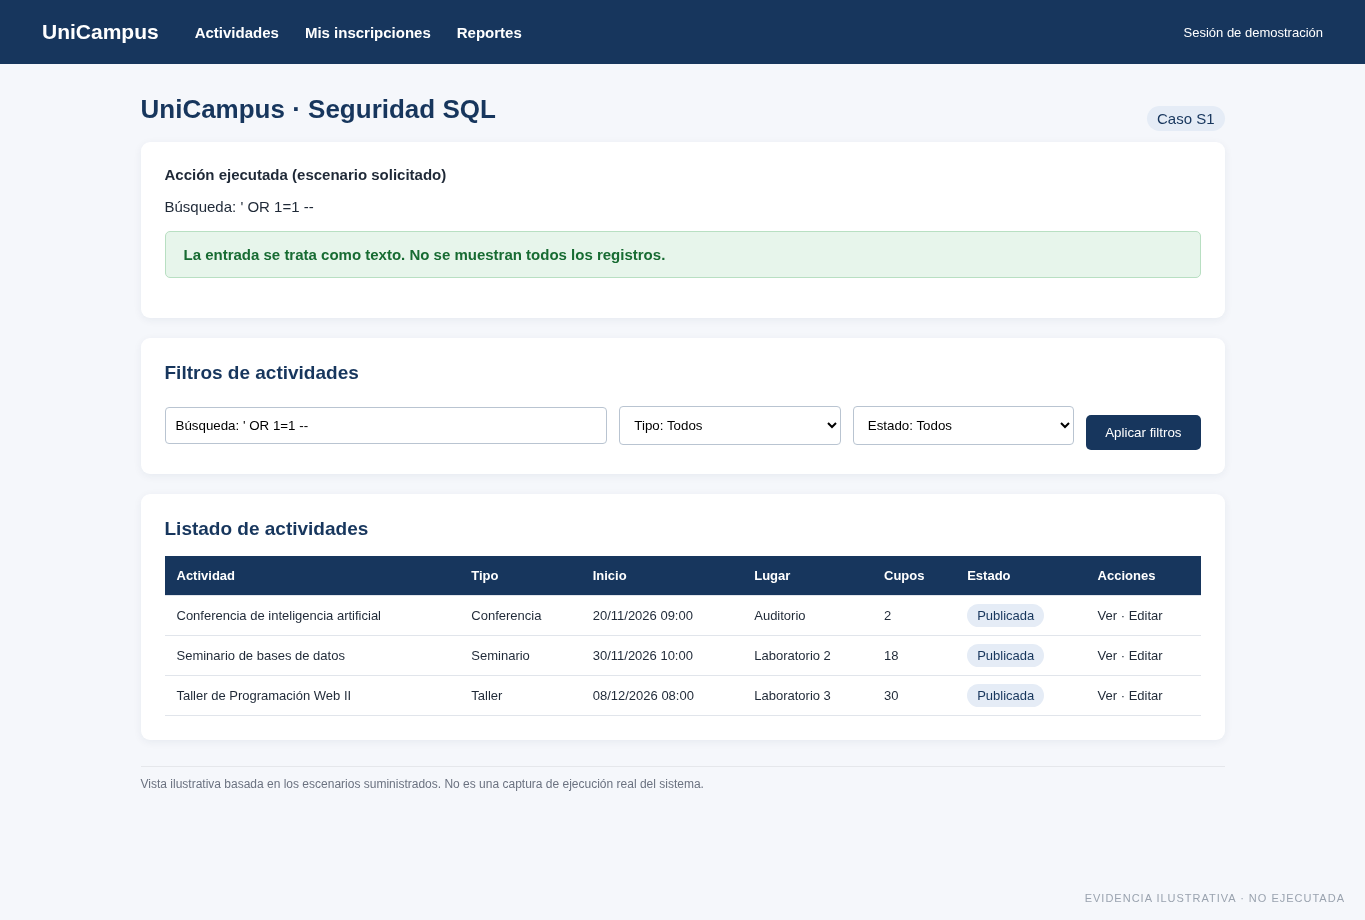 UniCampus Actividades Mis inscripciones Reportes Sesión de demostración
UniCampus · Seguridad SQL
Caso S1
Acción ejecutada (escenario solicitado)
Búsqueda: ' OR 1=1 --
La entrada se trata como texto. No se muestran todos los registros.
Filtros de actividades
Búsqueda: ' OR 1=1 -- Tipo: Todos Estado: Todos Aplicar filtros
Listado de actividades
Actividad Tipo Inicio Lugar Cupos Estado Acciones
Conferencia de inteligencia artificial Conferencia 20/11/2026 09:00 Auditorio 2 Publicada Ver · Editar
Seminario de bases de datos Seminario 30/11/2026 10:00 Laboratorio 2 18 Publicada Ver · Editar
Taller de Programación Web II Taller 08/12/2026 08:00 Laboratorio 3 30 Publicada Ver · Editar
Vista ilustrativa basada en los escenarios suministrados. No es una captura de ejecución real del sistema.
EVIDENCIA ILUSTRATIVA · NO EJECUTADA